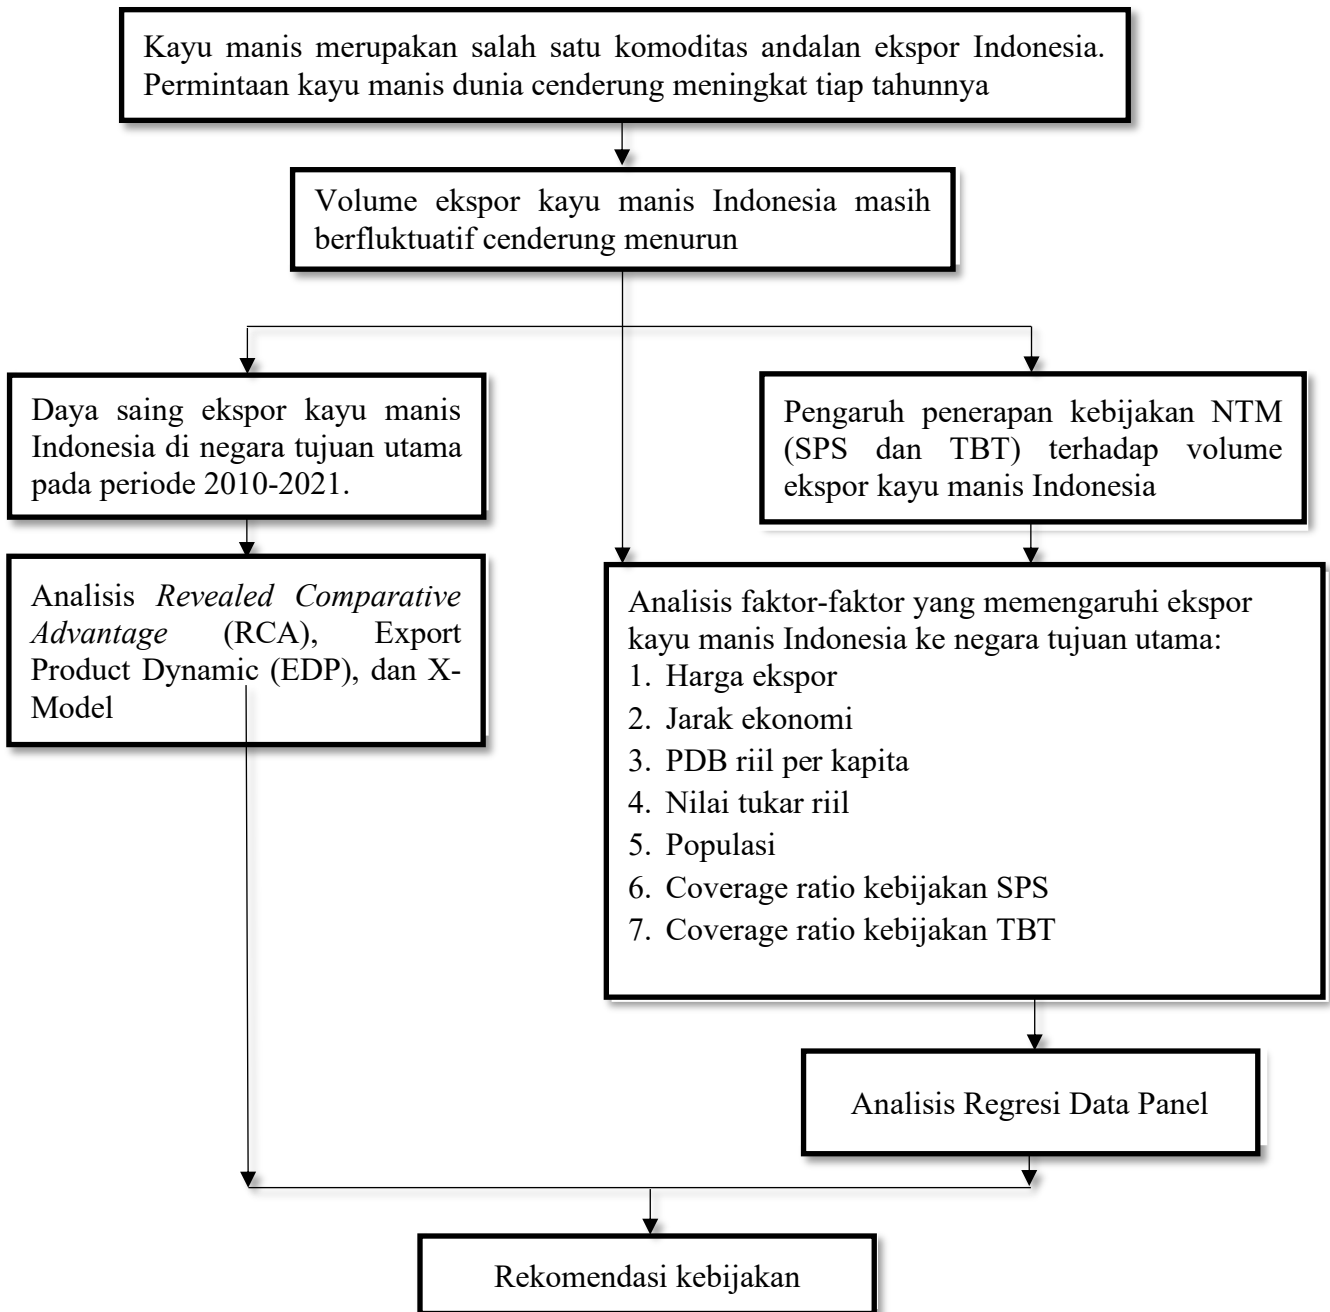 Kayu manis merupakan salah satu komoditas andalan ekspor Indonesia.
Permintaan kayu manis dunia cenderung meningkat tiap tahunnya
Volume ekspor kayu manis Indonesia masih
berfluktuatif cenderung menurun
Daya saing ekspor kayu manis
Indonesia di negara tujuan utama
pada periode 2010-2021.
Pengaruh penerapan kebijakan NTM
(SPS dan TBT) terhadap volume
ekspor kayu manis Indonesia
Analisis Revealed Comparative
Advantage (RCA), Export
Product Dynamic (EDP), dan X-
Model
Analisis faktor-faktor yang memengaruhi ekspor
kayu manis Indonesia ke negara tujuan utama:
1. Harga ekspor
2. Jarak ekonomi
3. PDB riil per kapita
4. Nilai tukar riil
5. Populasi
6. Coverage ratio kebijakan SPS
7. Coverage ratio kebijakan TBT
Analisis Regresi Data Panel
Rekomendasi kebijakan